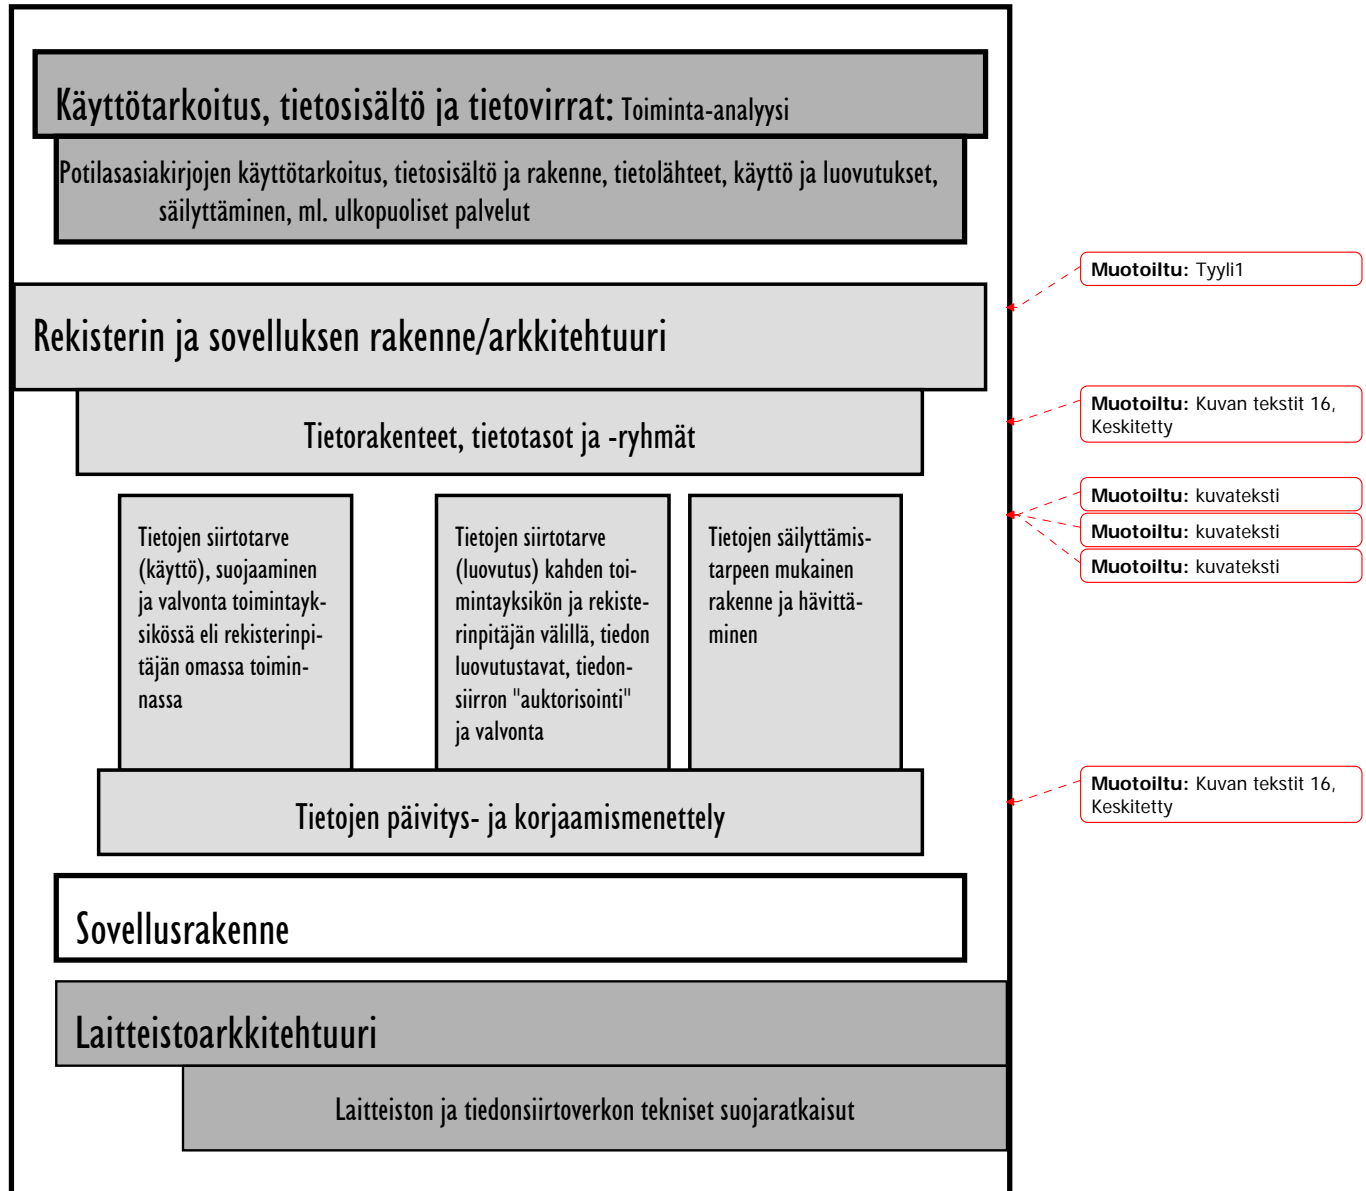 Käyttötarkoitus, tietosisältö ja tietovirrat: Toiminta-analyysi
Potilasasiakirjojen käyttötarkoitus, tietosisältö ja rakenne, tietolähteet, käyttö ja luovutukset,
säilyttäminen, ml. ulkopuoliset palvelut
Muotoiltu: Tyyli1
Rekisterin ja sovelluksen rakenne/arkkitehtuuri
Muotoiltu: Kuvan tekstit 16,
Keskitetty
Tietorakenteet, tietotasot ja -ryhmät
Muotoiltu: kuvateksti
Muotoiltu: kuvateksti
Muotoiltu: kuvateksti
Tietojen siirtotarve
(käyttö), suojaaminen
ja valvonta toimintayk-
sikössä eli rekisterinpi-
täjän omassa toimin-
nassa
Tietojen siirtotarve
(luovutus) kahden toi-
mintayksikön ja rekiste-
rinpitäjän välillä, tiedon
luovutustavat, tiedon-
siirron "auktorisointi"
ja valvonta
Tietojen säilyttämis-
tarpeen mukainen
rakenne ja hävittä-
minen
Muotoiltu: Kuvan tekstit 16,
Keskitetty
Tietojen päivitys- ja korjaamismenettely
Sovellusrakenne
Laitteistoarkkitehtuuri
Laitteiston ja tiedonsiirtoverkon tekniset suojaratkaisut